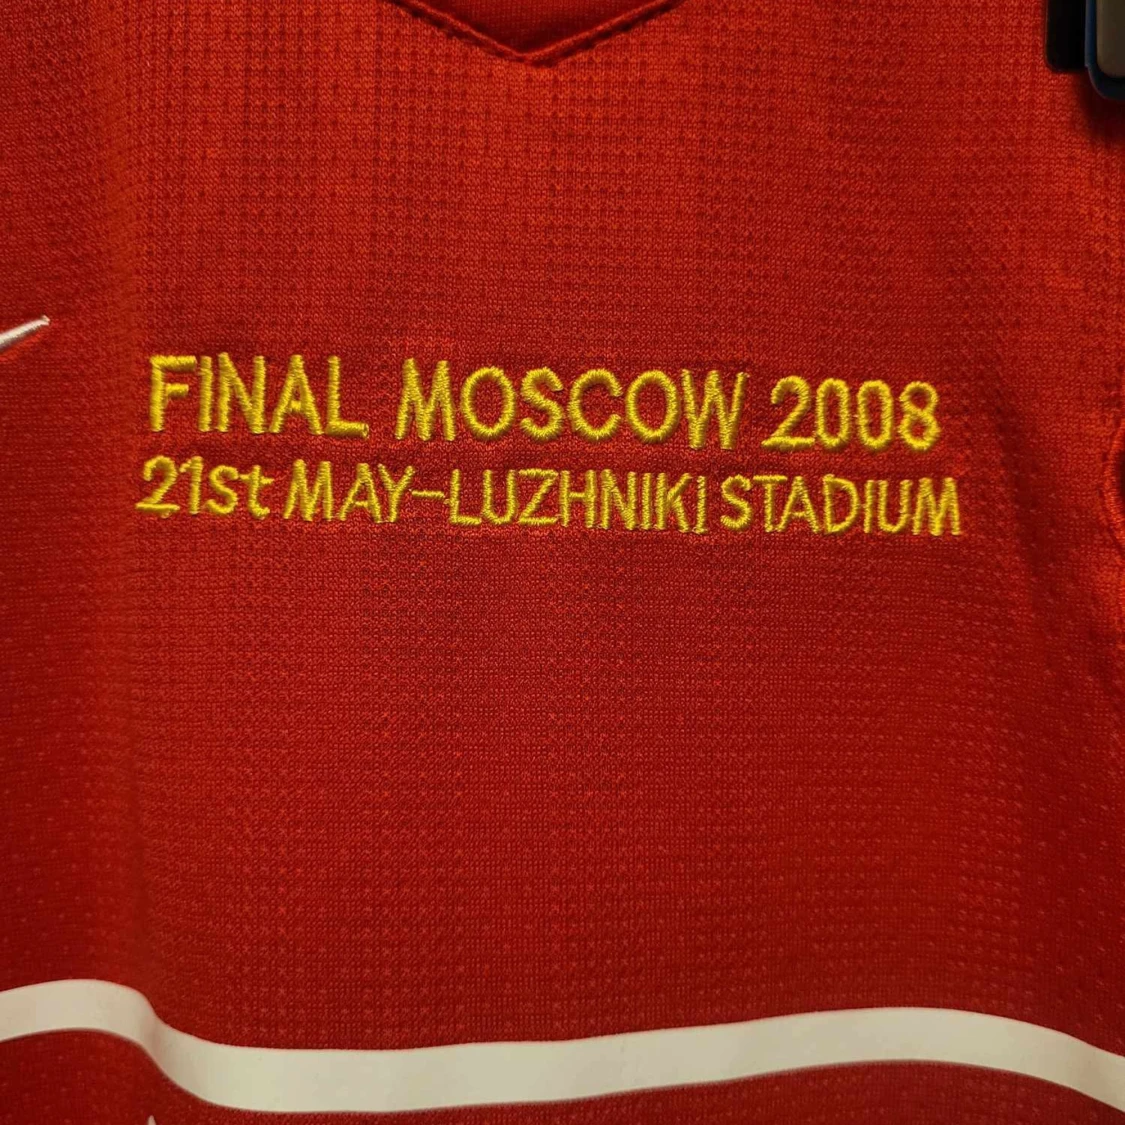 FINAL MOSCOW 2008
21st MAY-LUZHNIKI STADIUM